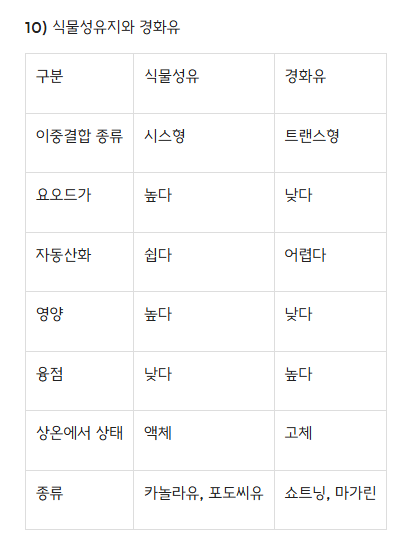 10) 식물성유지와 경화유
구분 식물성유 경화유
이중결합 종류 시스형 트랜스형
요오드가 높다 낮다
자동산화 쉽다 어렵다
영양 높다 낮다
융점 낮다 높다
상온에서 상태 액체 고체
종류 카놀라유, 포도씨유 쇼트닝, 마가린